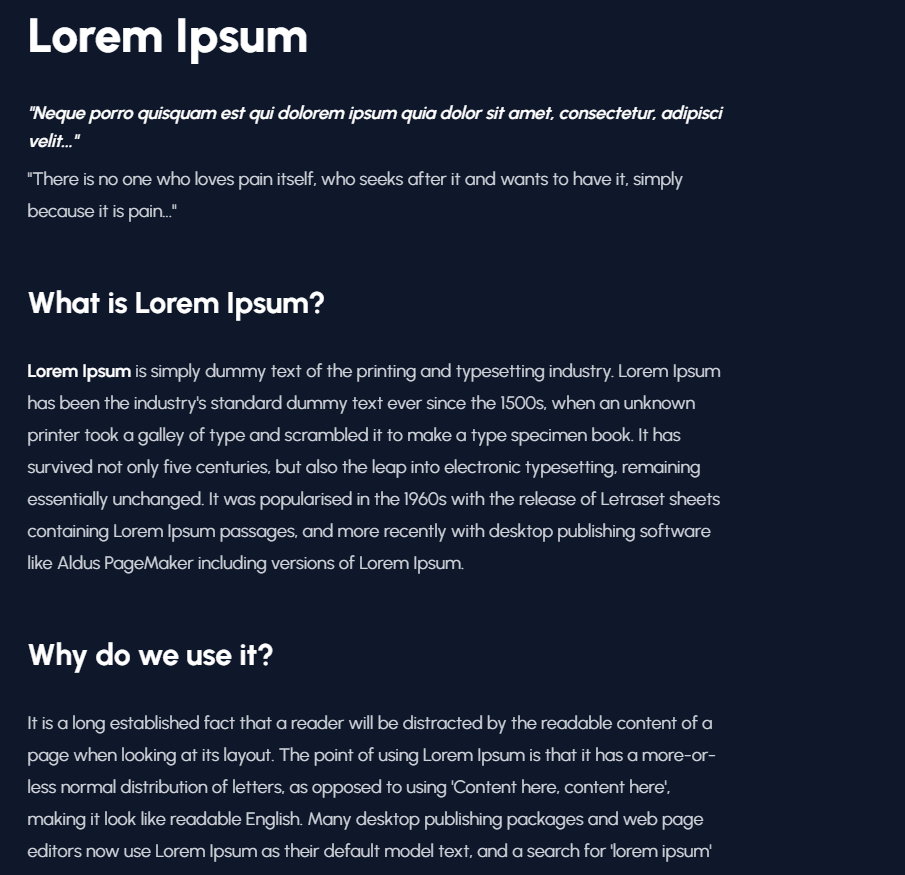 Lorem Ipsum
"Neque porro quisquam est qui dolorem ipsum quia dolor sit amet, consectetur, adipisci
velit..."
"There is no one who loves pain itself, who seeks after it and wants to have it, simply
because it is pain..."
What is Lorem Ipsum?
Lorem Ipsum is simply dummy text of the printing and typesetting industry. Lorem Ipsum
has been the industry's standard dummy text ever since the 1500s, when an unknown
printer took a galley of type and scrambled it to make a type specimen book. It has
survived not only five centuries, but also the leap into electronic typesetting, remaining
essentially unchanged. It was popularised in the 1960s with the release of Letraset sheets
containing Lorem Ipsum passages, and more recently with desktop publishing software
like Aldus PageMaker including versions of Lorem Ipsum.
Why do we use it?
It is a long established fact that a reader will be distracted by the readable content of a
page when looking at its layout. The point of using Lorem Ipsum is that it has a more-or-
less normal distribution of letters, as opposed to using 'Content here, content here',
making it look like readable English. Many desktop publishing packages and web page
editors now use Lorem Ipsum as their default model text, and a search for 'lorem ipsum'